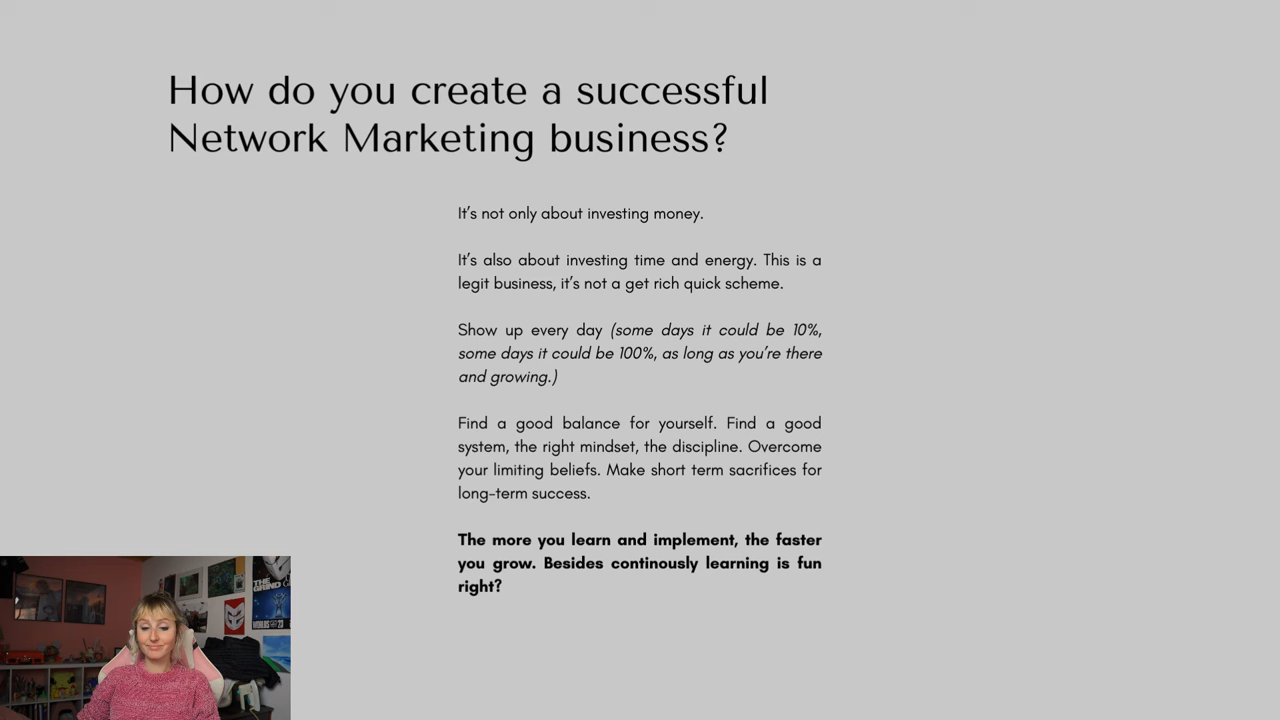 How do you create a successful
Network Marketing business?
It's not only about investing money.
It's also about investing time and energy. This is a
legit business, it's not a get rich quick scheme.
Show up every day (some days it could be 10%,
some days it could be 100%, as long as you're there
and growing.)
Find a good balance for yourself. Find a good
system, the right mindset, the discipline. Overcome
your limiting beliefs. Make short term sacrifices for
long-term success.
The more you learn and implement, the faster
you grow. Besides continously learning is fun
right?
THE
GRIND
WORLDS 23